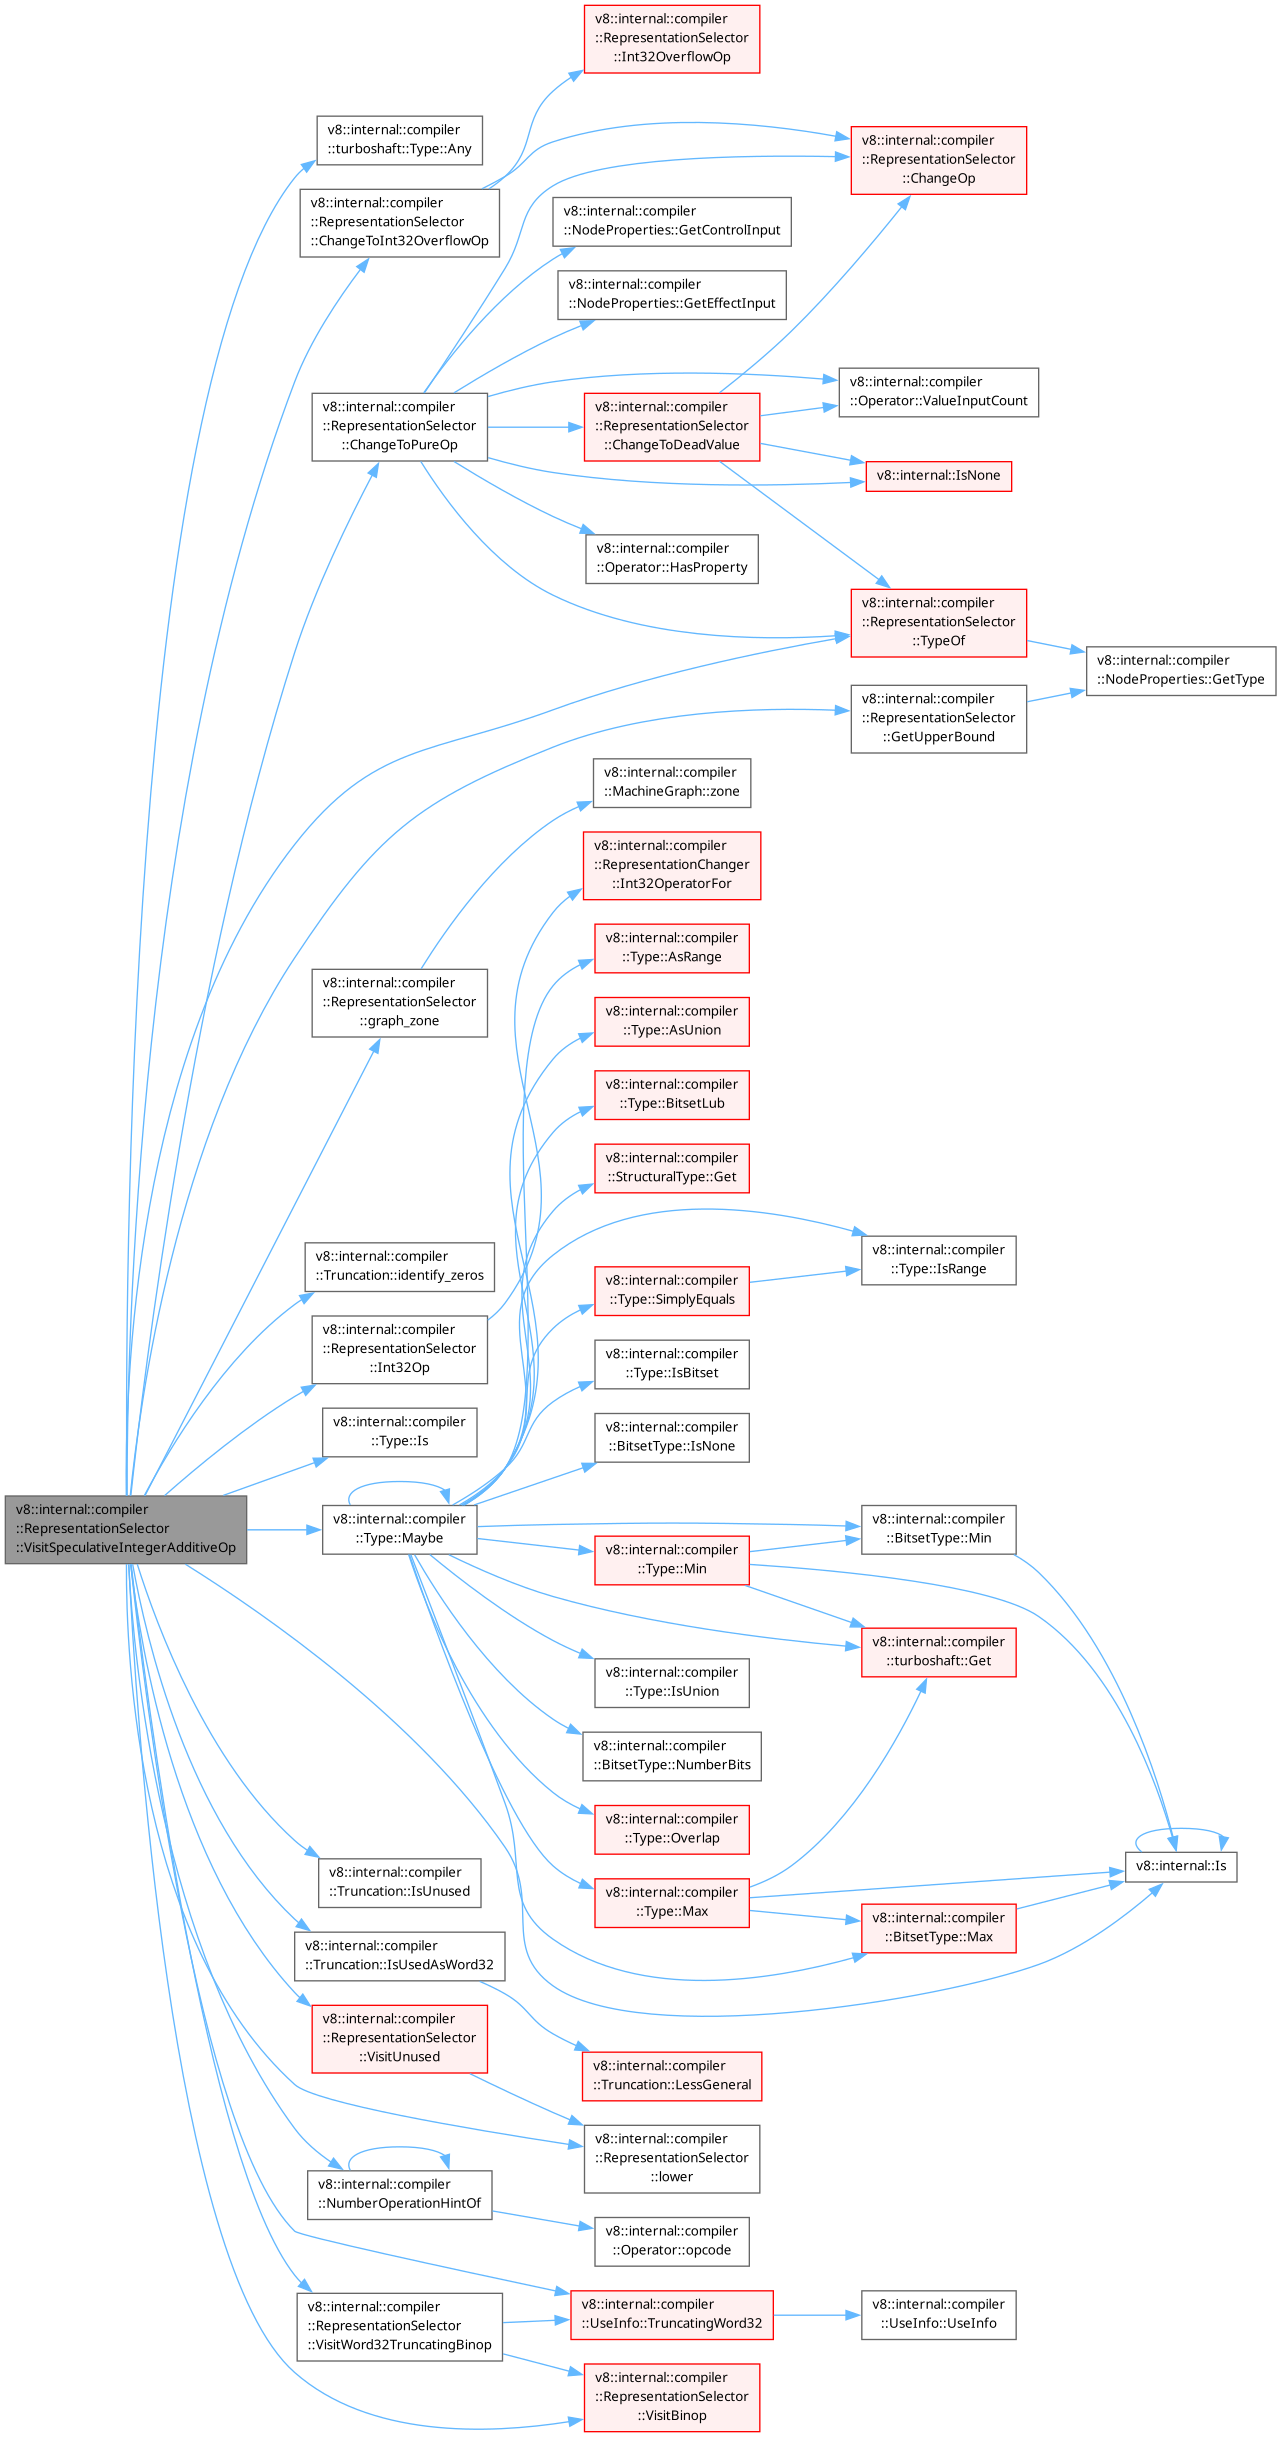 v8::internal::compiler
::RepresentationSelector
::Int32OverflowOp
v8::internal::compiler
::turboshaft::Type::Any
v8::internal::compiler
::RepresentationSelector
::ChangeOp
v8::internal::compiler
::RepresentationSelector
::ChangeToInt32OverflowOp
v8::internal::compiler
::NodeProperties::GetControlInput
v8::internal::compiler
::NodeProperties::GetEffectInput
v8::internal::compiler
::Operator::ValueInputCount
v8::internal::compiler
::RepresentationSelector
::ChangeToPureOp
v8::internal::compiler
::RepresentationSelector
::ChangeToDeadValue
v8::internal::IsNone
v8::internal::compiler
::Operator::HasProperty
v8::internal::compiler
::RepresentationSelector
::TypeOf
v8::internal::compiler
::NodeProperties::GetType
v8::internal::compiler
::RepresentationSelector
::GetUpperBound
v8::internal::compiler
::MachineGraph::zone
v8::internal::compiler
::RepresentationChanger
::Int32OperatorFor
v8::internal::compiler
::Type::AsRange
v8::internal::compiler
::RepresentationSelector
::graph_zone
v8::internal::compiler
::Type::AsUnion
v8::internal::compiler
::Type::BitsetLub
v8::internal::compiler
::StructuralType::Get
v8::internal::compiler
::Truncation::identify_zeros
v8::internal::compiler
::Type::IsRange
v8::internal::compiler
::Type::SimplyEquals
v8::internal::compiler
::RepresentationSelector
::Int32Op
v8::internal::compiler
::Type::IsBitset
v8::internal::compiler
::Type::Is
v8::internal::compiler
::BitsetType::IsNone
v8::internal::compiler
::RepresentationSelector
::VisitSpeculativeIntegerAdditiveOp
v8::internal::compiler
::Type::Maybe
v8::internal::compiler
::BitsetType::Min
v8::internal::compiler
::Type::Min
v8::internal::compiler
::turboshaft::Get
v8::internal::compiler
::Type::IsUnion
v8::internal::compiler
::BitsetType::NumberBits
v8::internal::compiler
::Type::Overlap
v8::internal::Is
v8::internal::compiler
::Truncation::IsUnused
v8::internal::compiler
::Type::Max
v8::internal::compiler
::BitsetType::Max
v8::internal::compiler
::Truncation::IsUsedAsWord32
v8::internal::compiler
::RepresentationSelector
::VisitUnused
v8::internal::compiler
::Truncation::LessGeneral
v8::internal::compiler
::RepresentationSelector
::lower
v8::internal::compiler
::NumberOperationHintOf
v8::internal::compiler
::Operator::opcode
v8::internal::compiler
::RepresentationSelector
::VisitWord32TruncatingBinop
v8::internal::compiler
::UseInfo::TruncatingWord32
v8::internal::compiler
::UseInfo::UseInfo
v8::internal::compiler
::RepresentationSelector
::VisitBinop